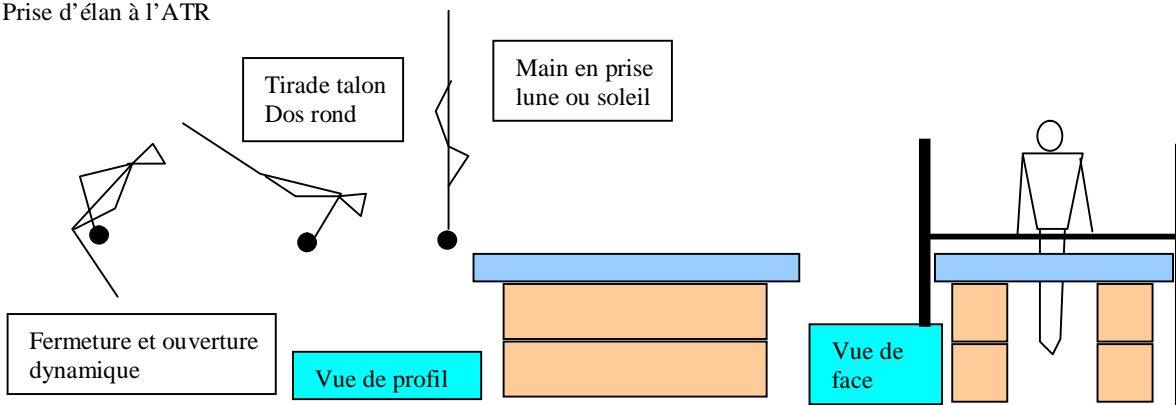 Prise d’élan à l’ATR
Tirade talon
Dos rond
Main en prise
lune ou soleil
Fermeture et ouverture
dynamique
Vue de profil
Vue de
face